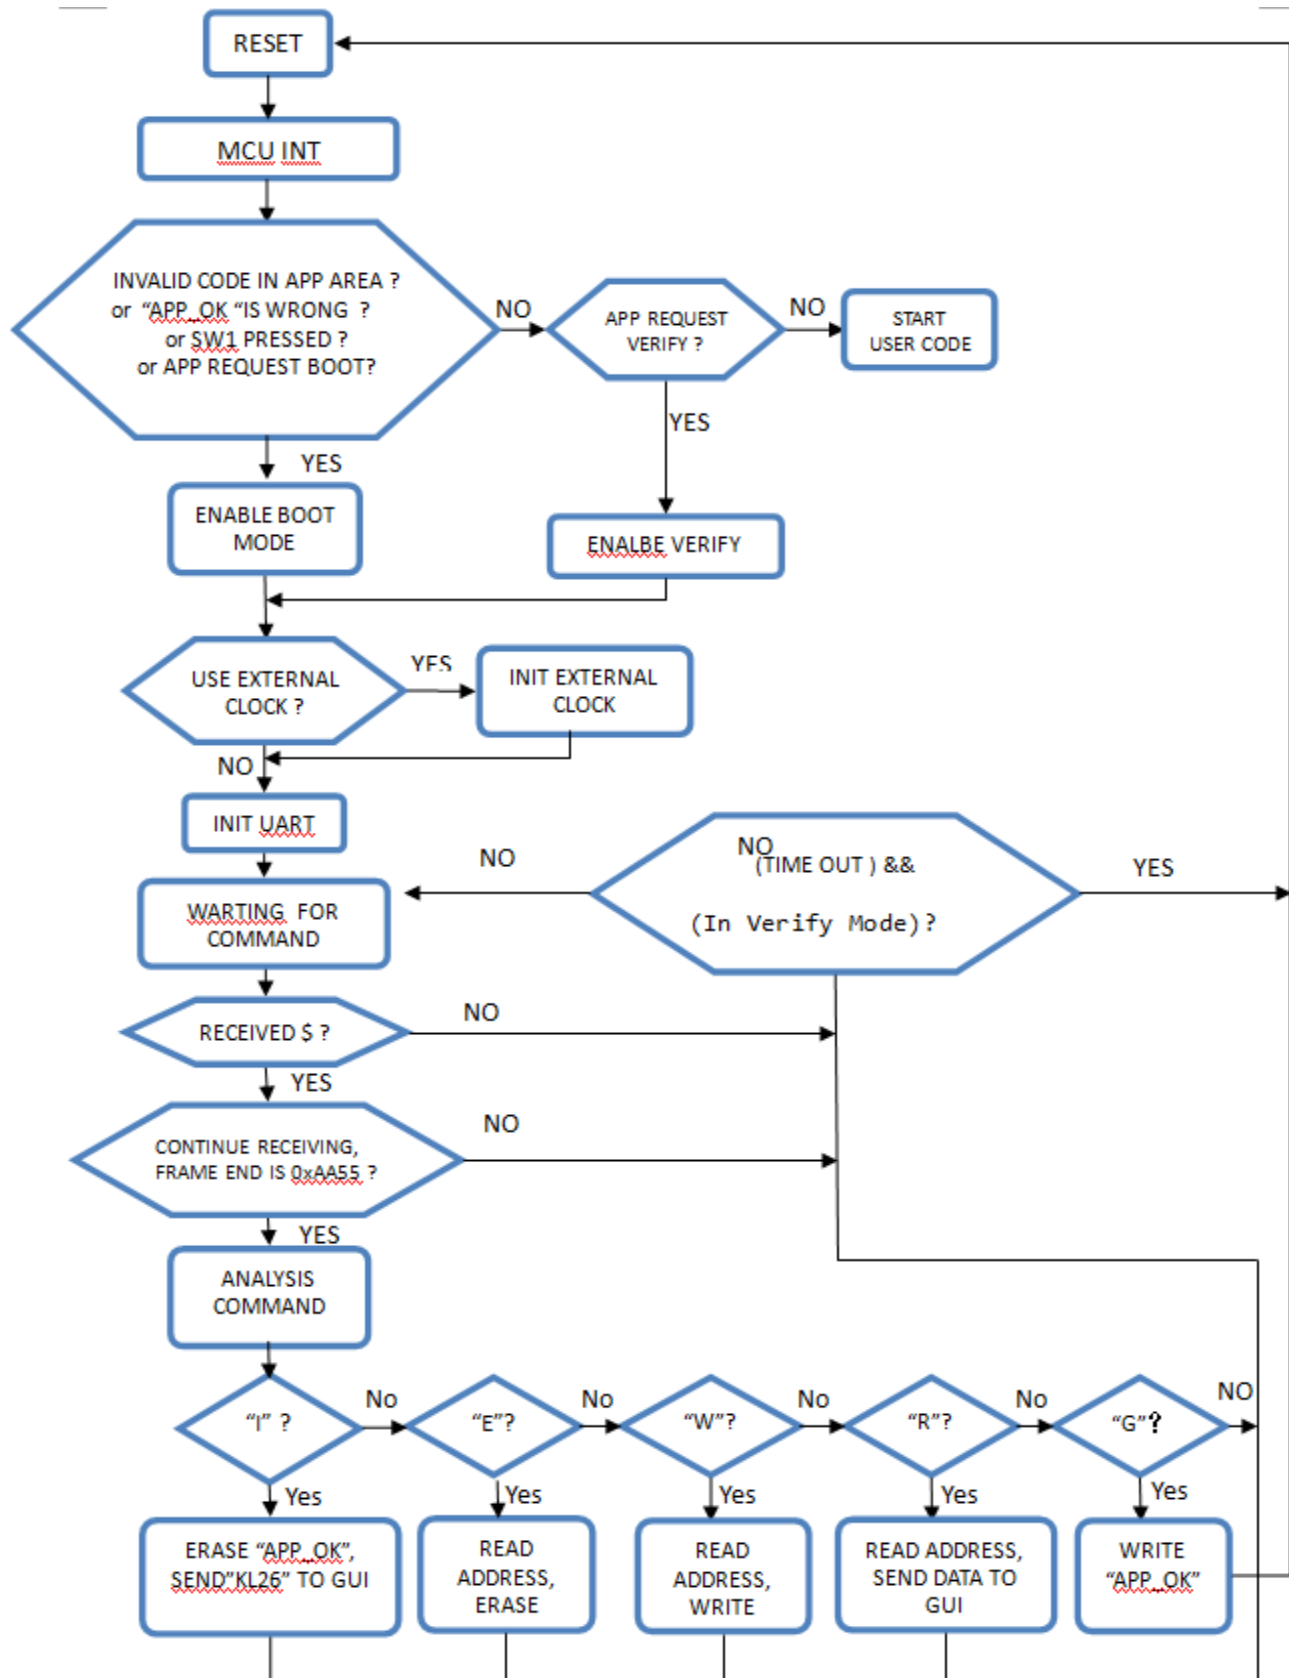 RESET
MCU INT
INVALID CODE IN APP AREA ?
or “APP_OK “IS WRONG ?
or SW1 PRESSED ?
or APP REQUEST BOOT?
NO
APP REQUEST
VERIFY ?
NO
START
USER CODE
YES
YES
ENABLE BOOT
MODE
ENALBE VERIFY
USE EXTERNAL
CLOCK ?
YES
INIT EXTERNAL
CLOCK
NO
INIT UART
NO
NO
(TIME OUT ) &&
(In Verify Mode)?
YES
WARTING FOR
COMMAND
RECEIVED $ ?
NO
YES
CONTINUE RECEIVING,
FRAME END IS 0xAA55 ?
NO
YES
ANALYSIS
COMMAND
“I” ?
No
“E”?
No
“W”?
No
“R”?
No
“G”?
NO
Yes
Yes
Yes
Yes
Yes
ERASE “APP_OK”,
SEND”KL26” TO GUI
READ
ADDRESS,
ERASE
READ
ADDRESS,
WRITE
READ ADDRESS,
SEND DATA TO
GUI
WRITE
“APP_OK”